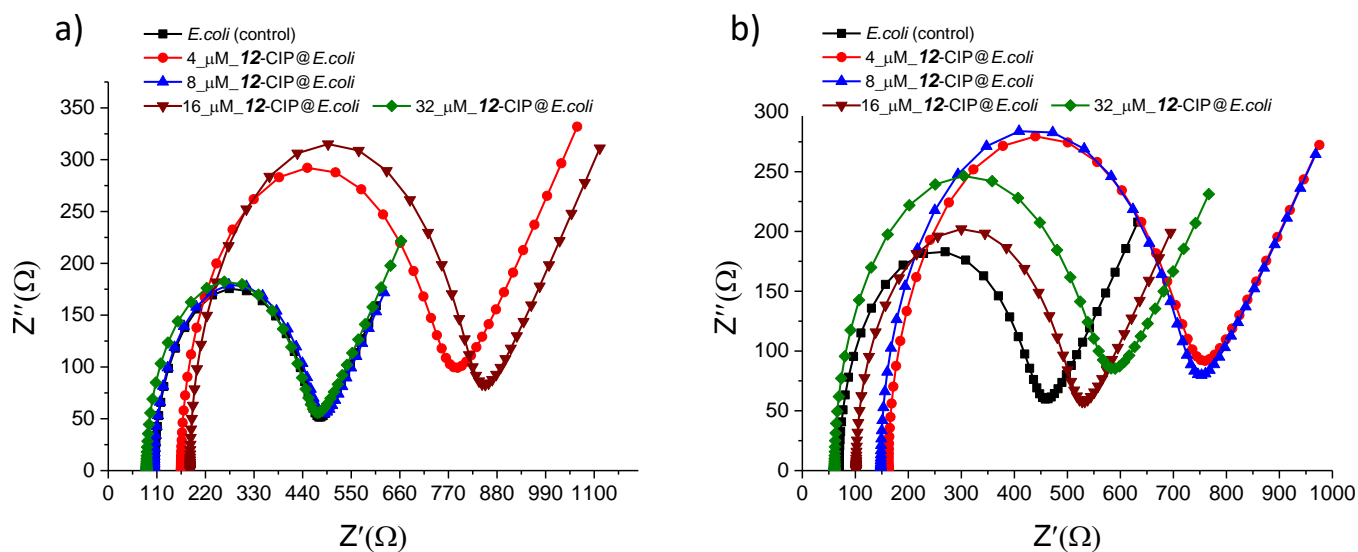 a)
E.coli (control)
4_μM_12-CIP@E.coli
8_μM_12-CIP@E.coli
16_μM_12-CIP@E.coli 32_μM_12-CIP@E.coli
350
300
250
200
150
100
50
0
Z″(Ω)
0 110 220 330 440 550 660 770 880 990 1100
Z′(Ω)
b)
E.coli (control)
4_μM_12-CIP@E.coli
8_μM_12-CIP@E.coli
16_μM_12-CIP@E.coli 32_μM_12-CIP@E.coli
300
250
200
150
100
50
0
Z″(Ω)
0 100 200 300 400 500 600 700 800 900 1000
Z′(Ω)